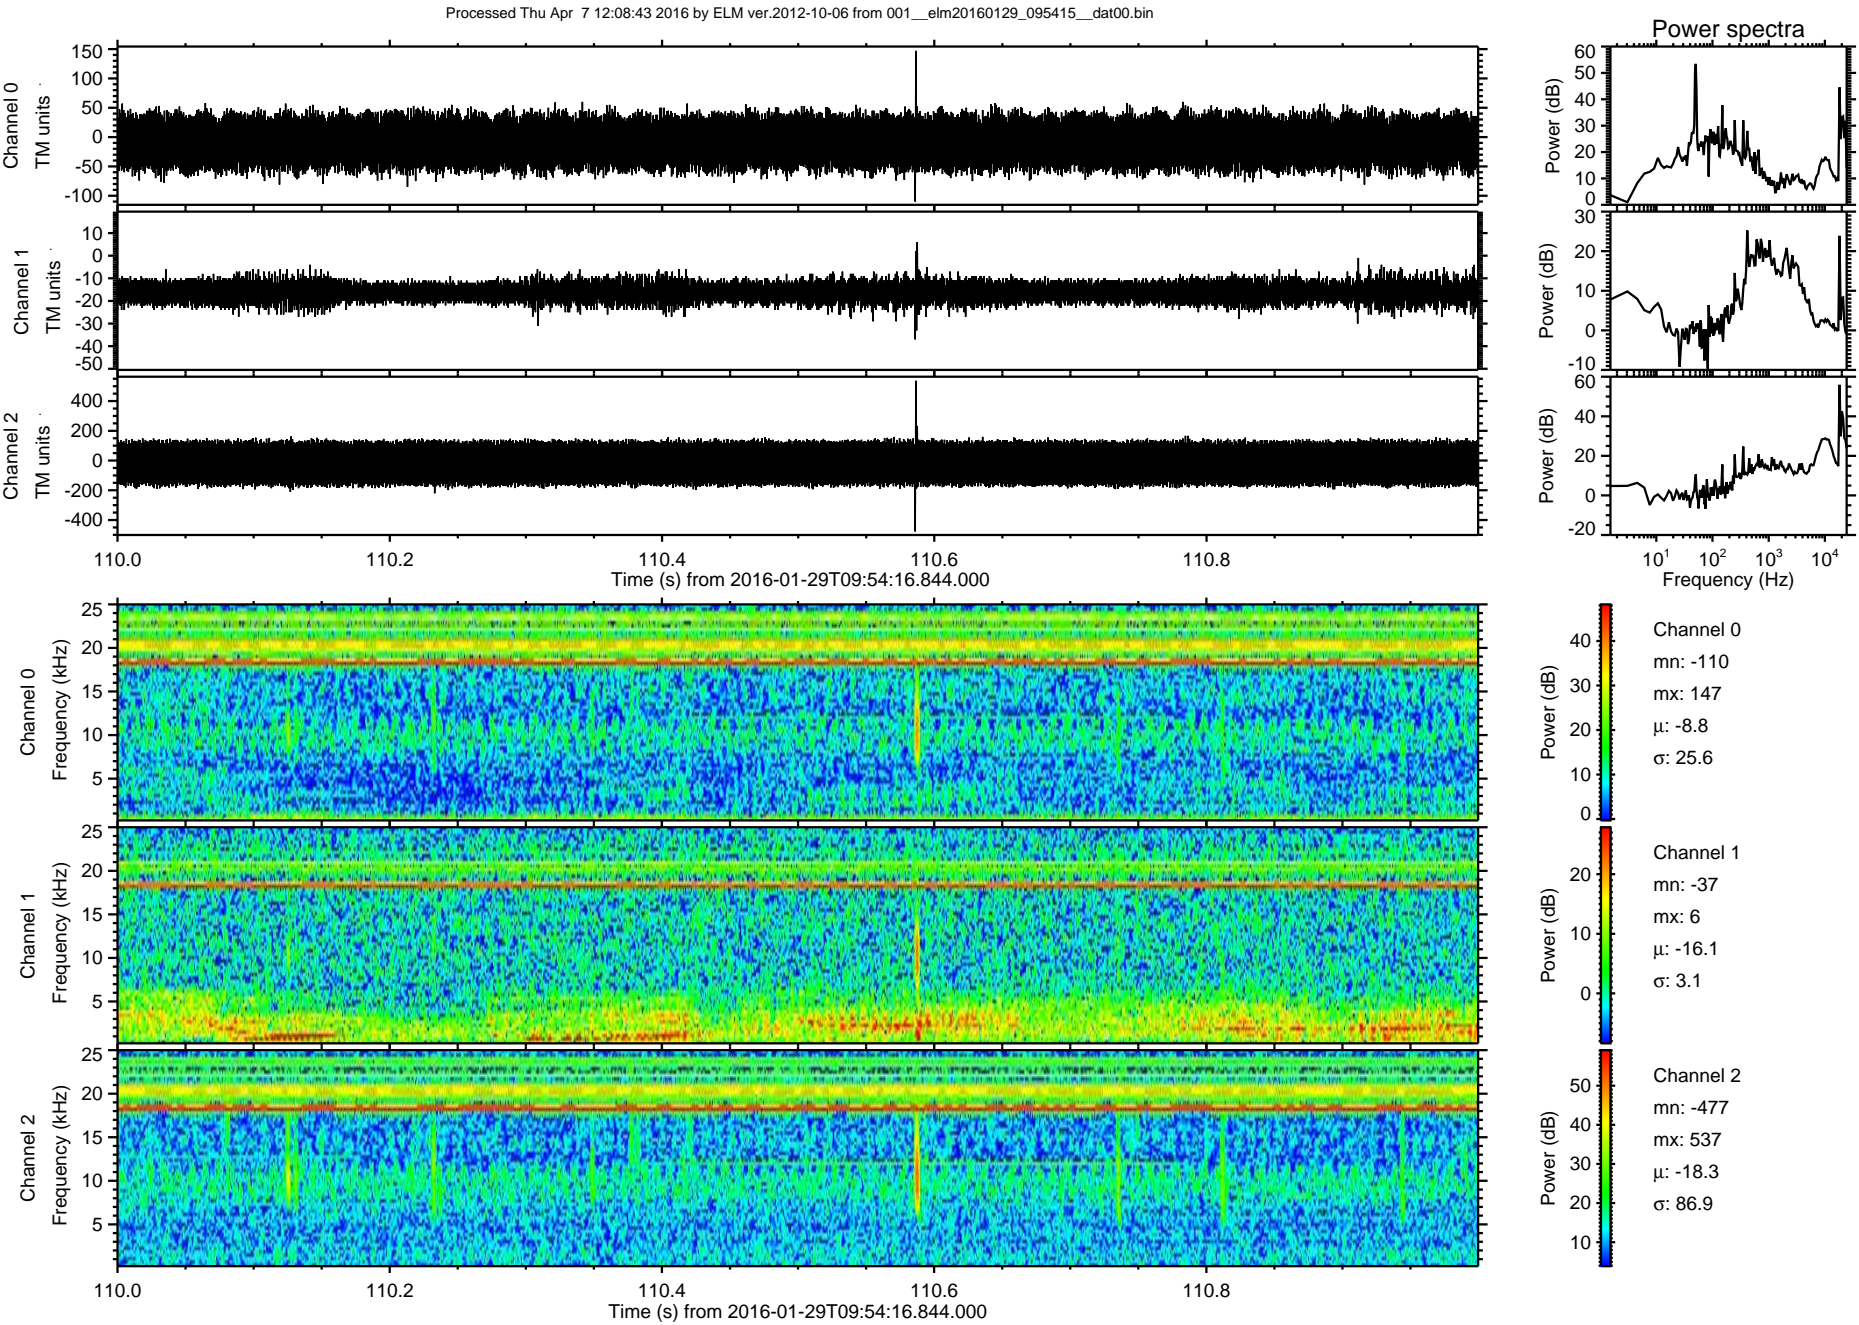 Processed Thu Apr  7 12:08:43 2016 by ELM ver.2012-10-06 from 001__elm20160129_095415__dat00.bin
Power spectra
Channel 0
TM units
150
100
50
0
-50
-100
Power (dB)
60
50
40
30
20
10
0
Channel 1
TM units
10
0
-10
-20
-30
-40
-50
Power (dB)
30
20
10
0
-10
Channel 2
TM units
400
200
0
-200
-400
Power (dB)
60
40
20
0
-20
110.0 110.2 110.4 110.6 110.8
Time (s) from 2016-01-29T09:54:16.844.000
10^1 10^2 10^3 10^4
Frequency (Hz)
Channel 0
Frequency (kHz)
25
20
15
10
5
Power (dB)
40
30
20
10
0
Channel 0
mn: -110
mx: 147
μ: -8.8
σ: 25.6
Channel 1
Frequency (kHz)
25
20
15
10
5
Power (dB)
20
10
0
Channel 1
mn: -37
mx: 6
μ: -16.1
σ: 3.1
Channel 2
Frequency (kHz)
25
20
15
10
5
Power (dB)
50
40
30
20
10
Channel 2
mn: -477
mx: 537
μ: -18.3
σ: 86.9
110.0 110.2 110.4 110.6 110.8
Time (s) from 2016-01-29T09:54:16.844.000